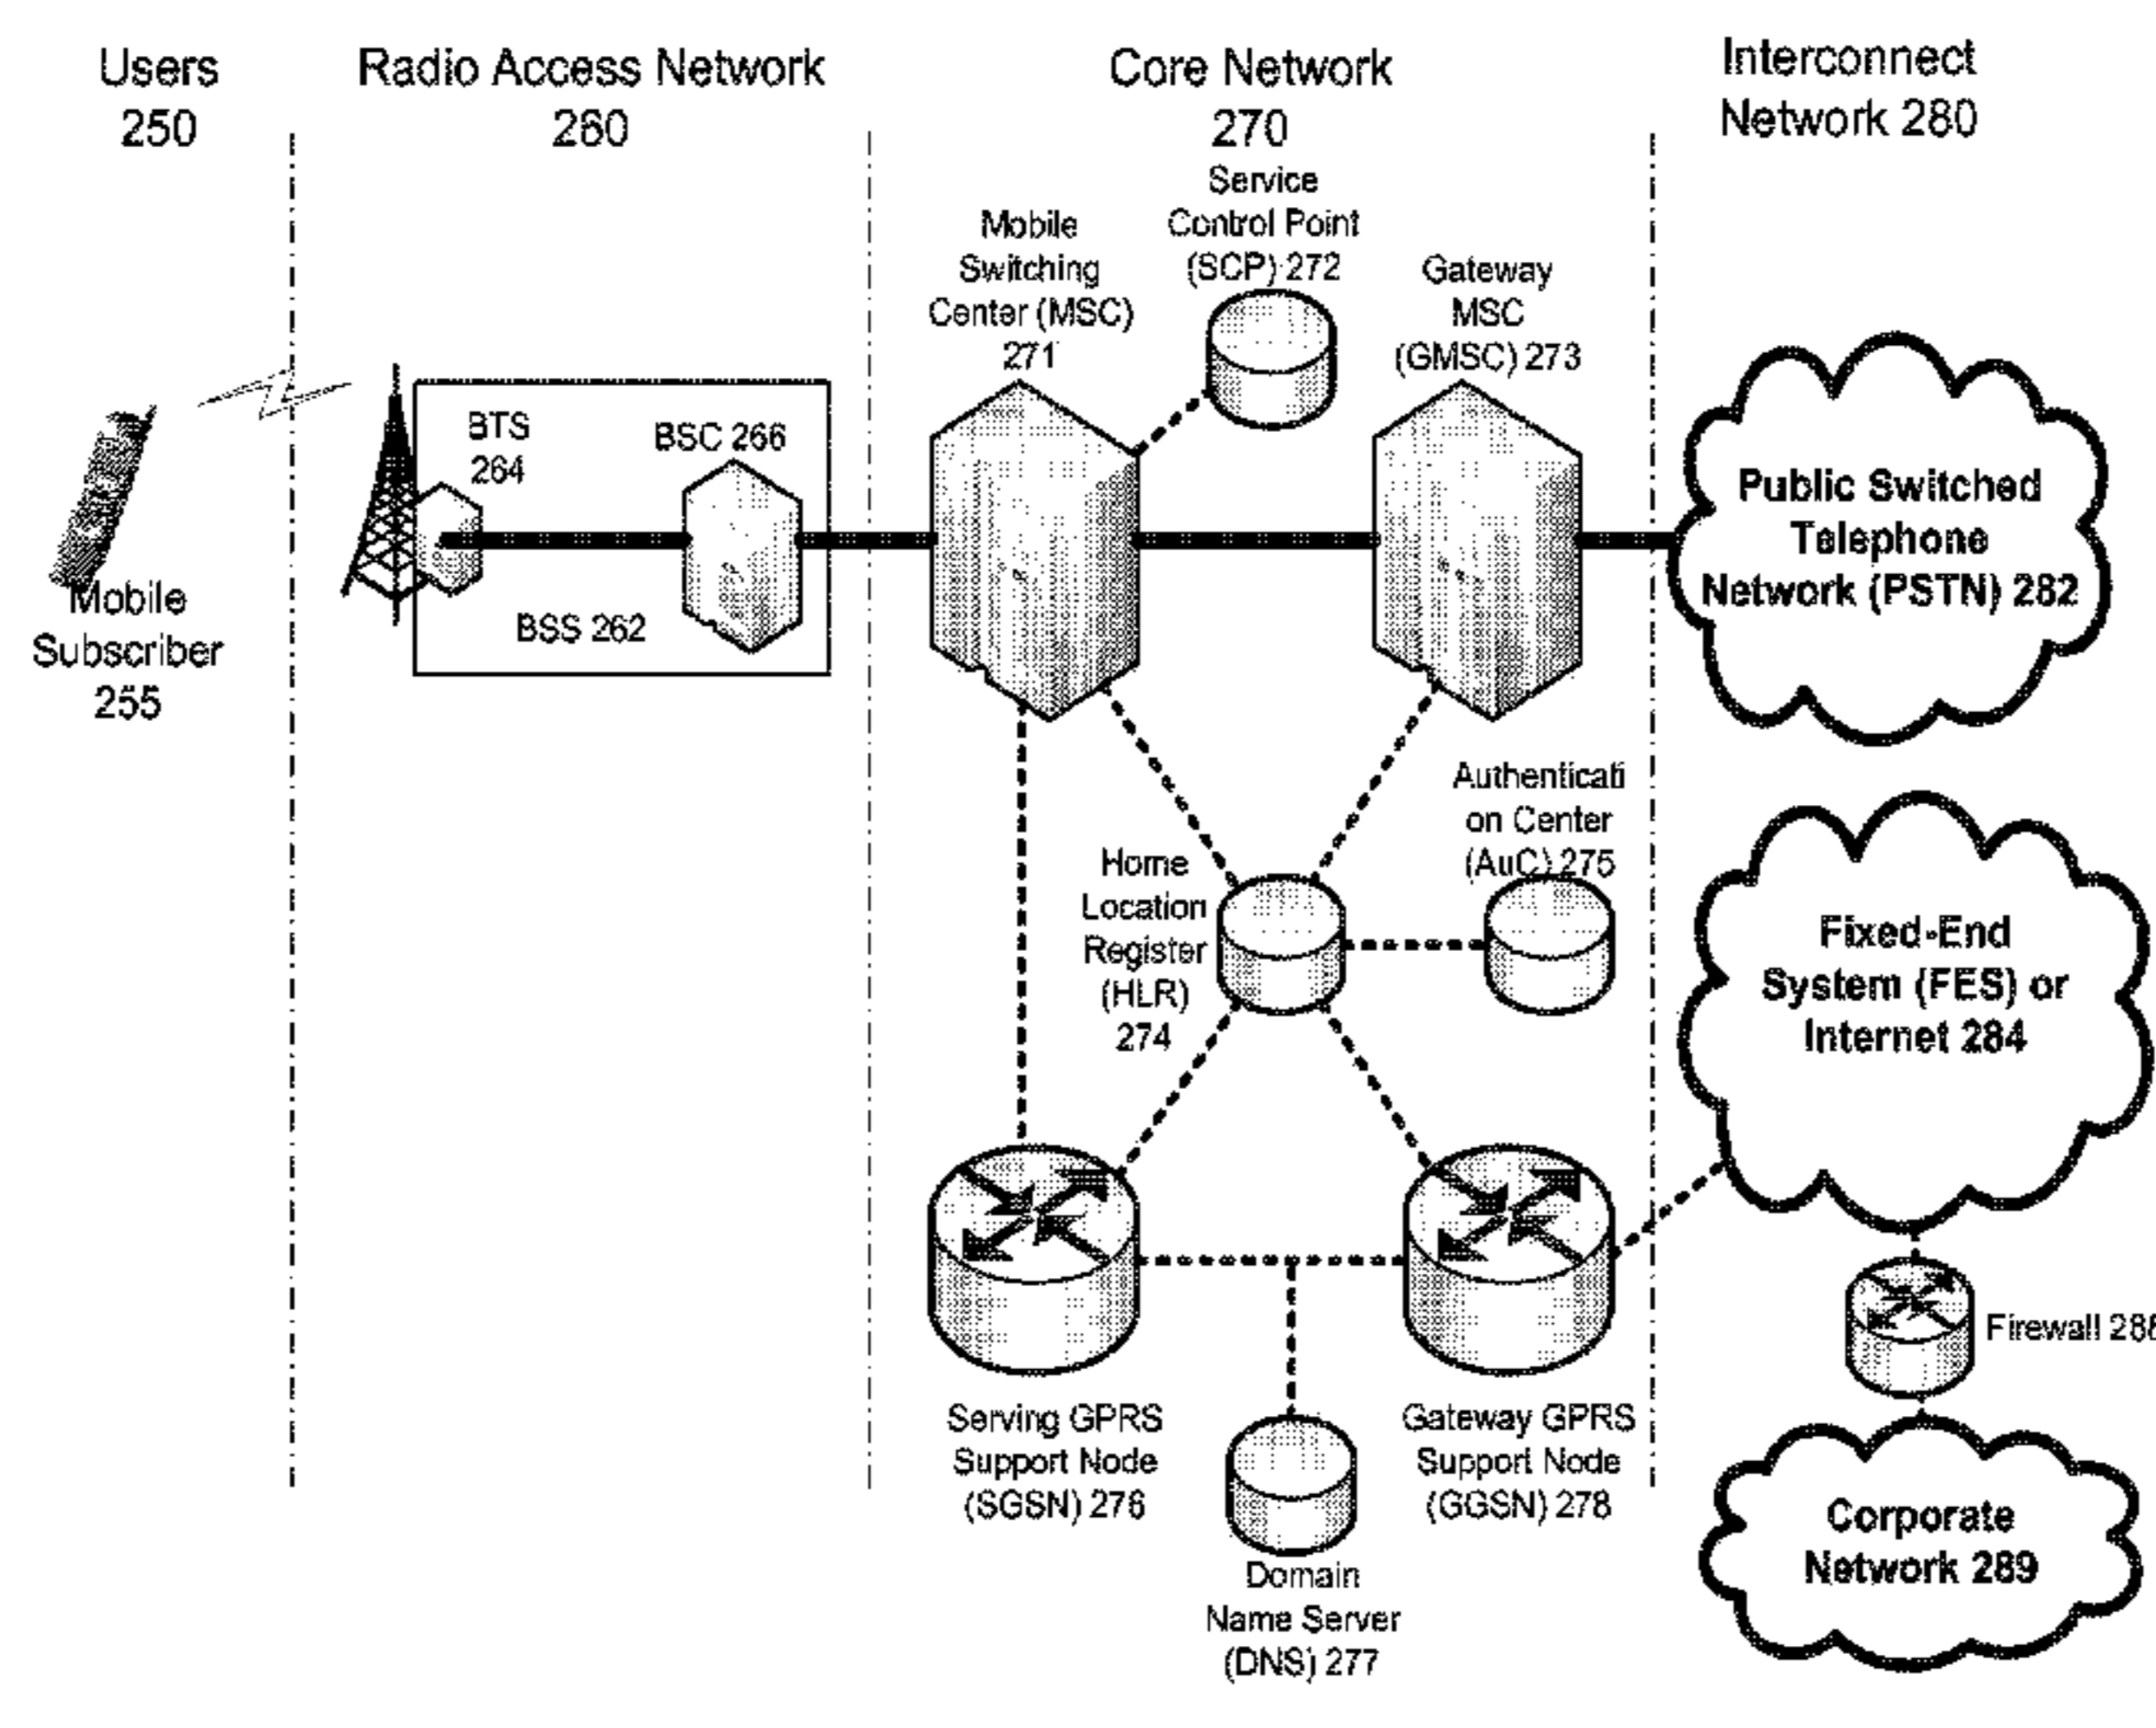 Users
250
Radio Access Network
260
Core Network
270
Interconnect
Network 280
Service
Control Point
(SCP) 272
Mobile
Switching
Center (MSC)
271
Gateway
MSC
(GMSC) 273
BTS
264
BSC 266
BSS 262
Mobile
Subscriber
255
Public Switched
Telephone
Network (PSTN) 282
Authenticati
on Center
(AuC) 275
Home
Location
Register
(HLR)
274
Fixed-End
System (FES) or
Internet 284
Firewall 288
Serving GPRS
Support Node
(SGSN) 276
Gateway GPRS
Support Node
(GGSN) 278
Corporate
Network 289
Domain
Name Server
(DNS) 277